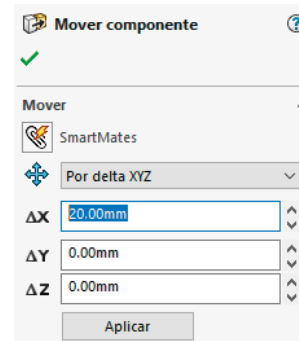 Mover componente
Mover
SmartMates
Por delta XYZ
ΔX 20.00mm
ΔY 0.00mm
ΔZ 0.00mm
Aplicar